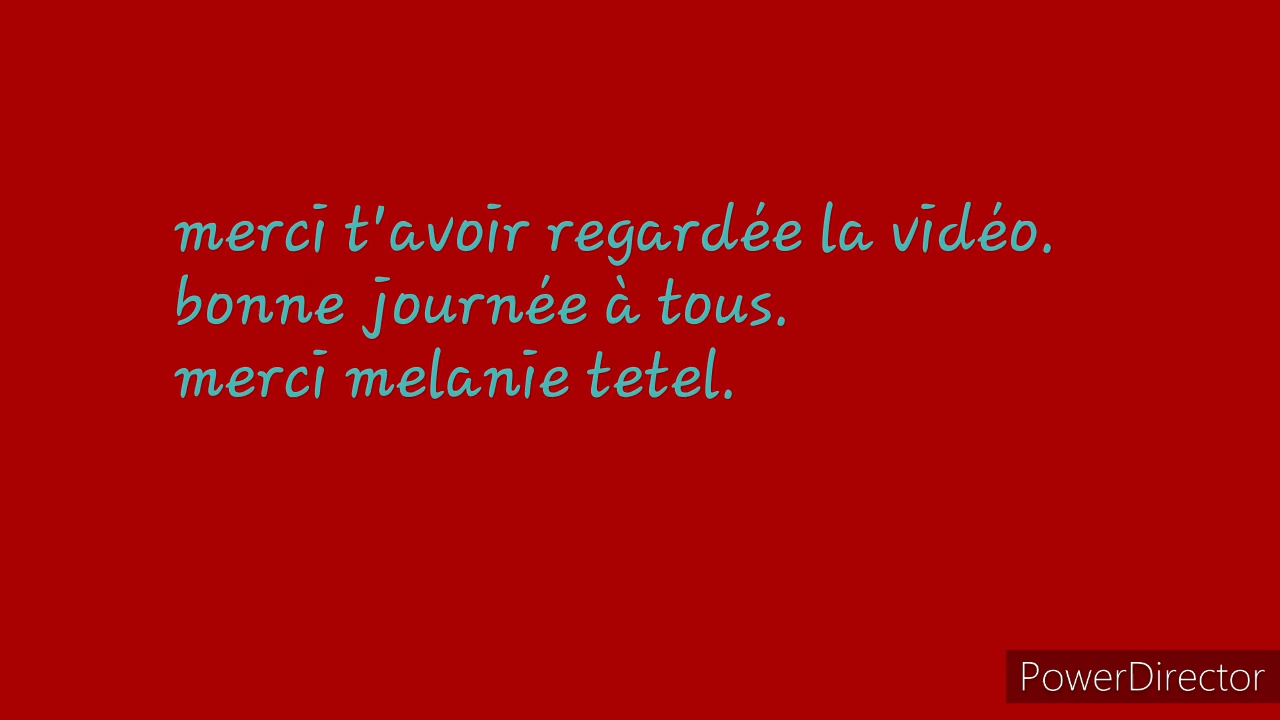 merci t'avoir regardée la vidéo.
bonne journée à tous.
merci melanie tetel.
PowerDirector